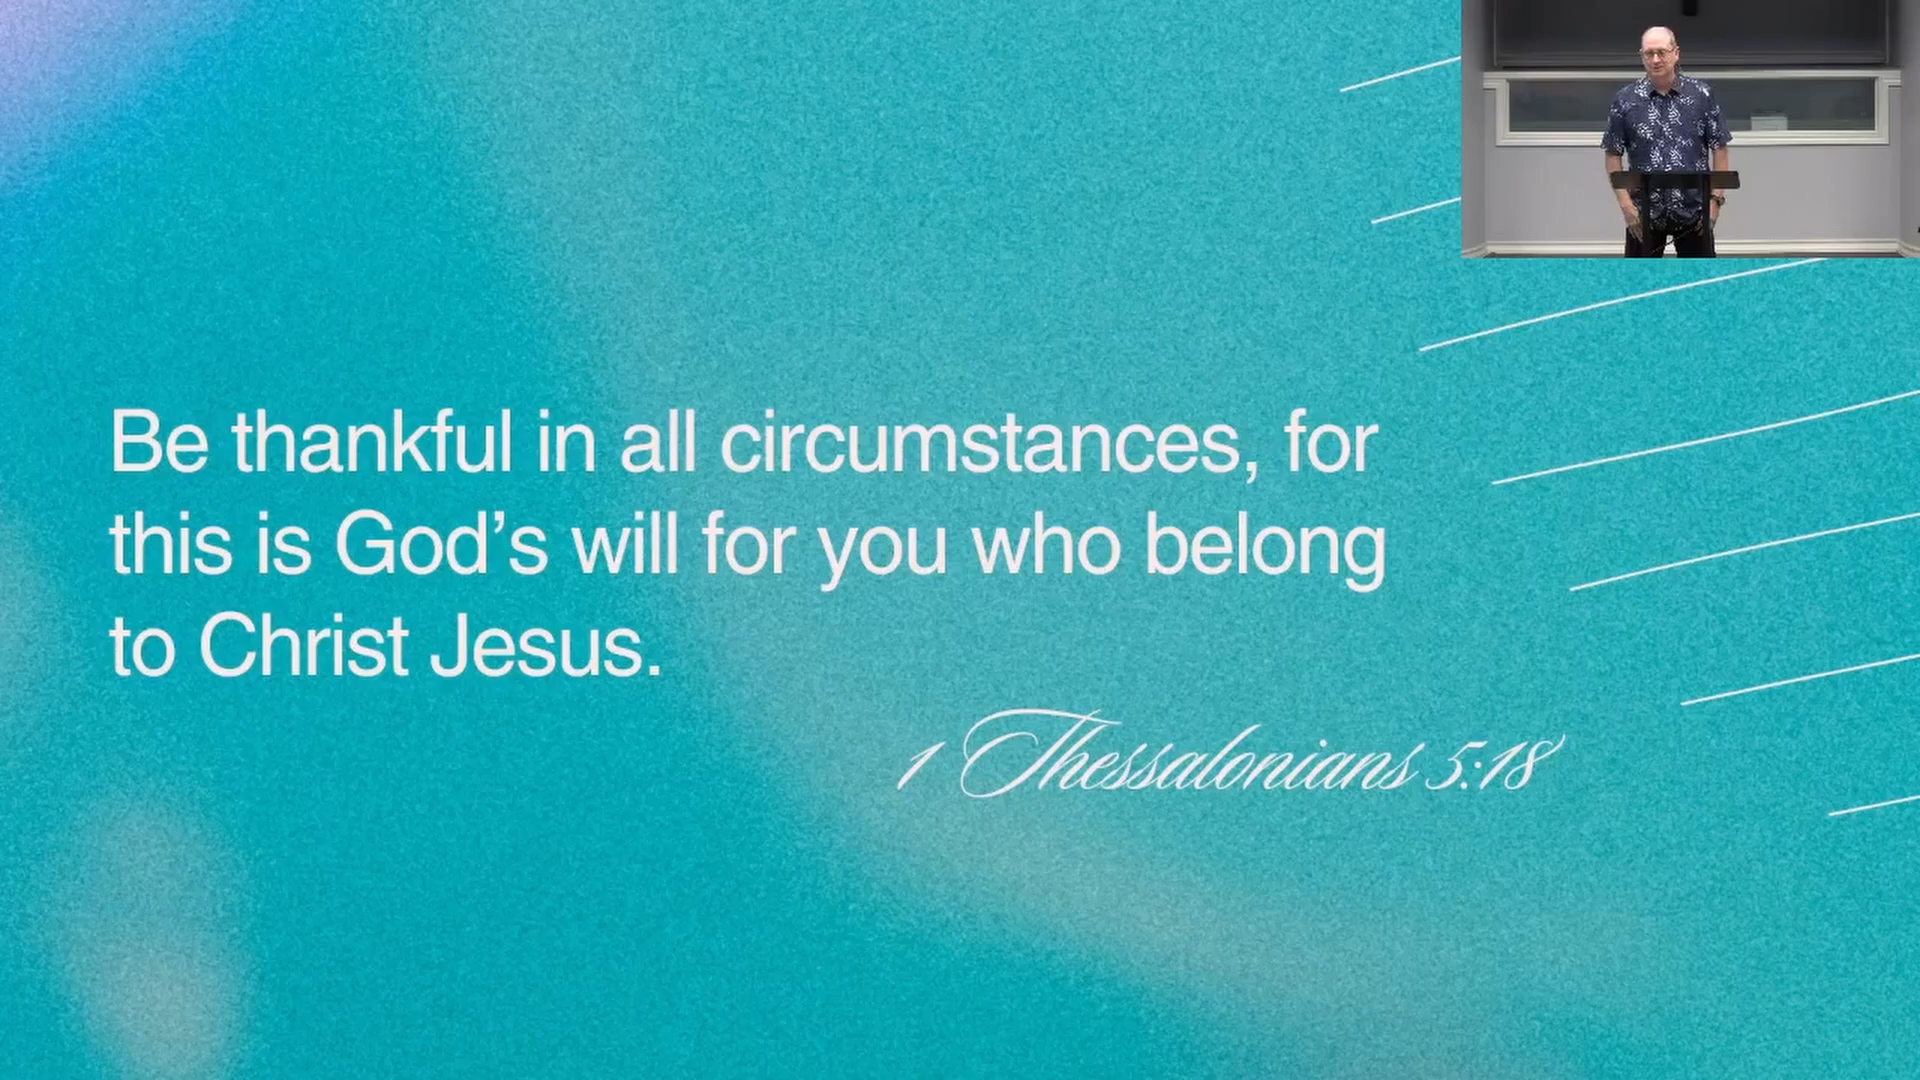 Be thankful in all circumstances, for
this is God’s will for you who belong
to Christ Jesus.
1 Thessalonians 5:18